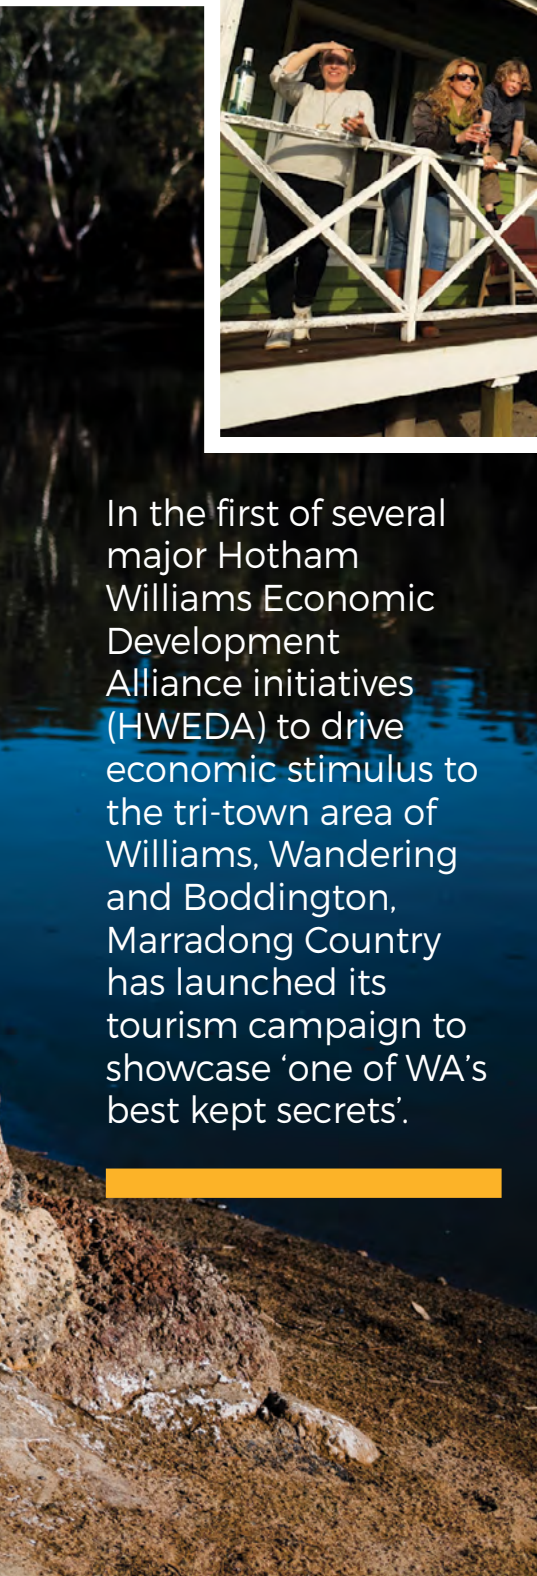 In the first of several
major Hotham
Williams Economic
Development
Alliance initiatives
(HWEDA) to drive
economic stimulus to
the tri-town area of
Williams, Wandering
and Boddington,
Marradong Country
has launched its
tourism campaign to
showcase ‘one of WA’s
best kept secrets’.